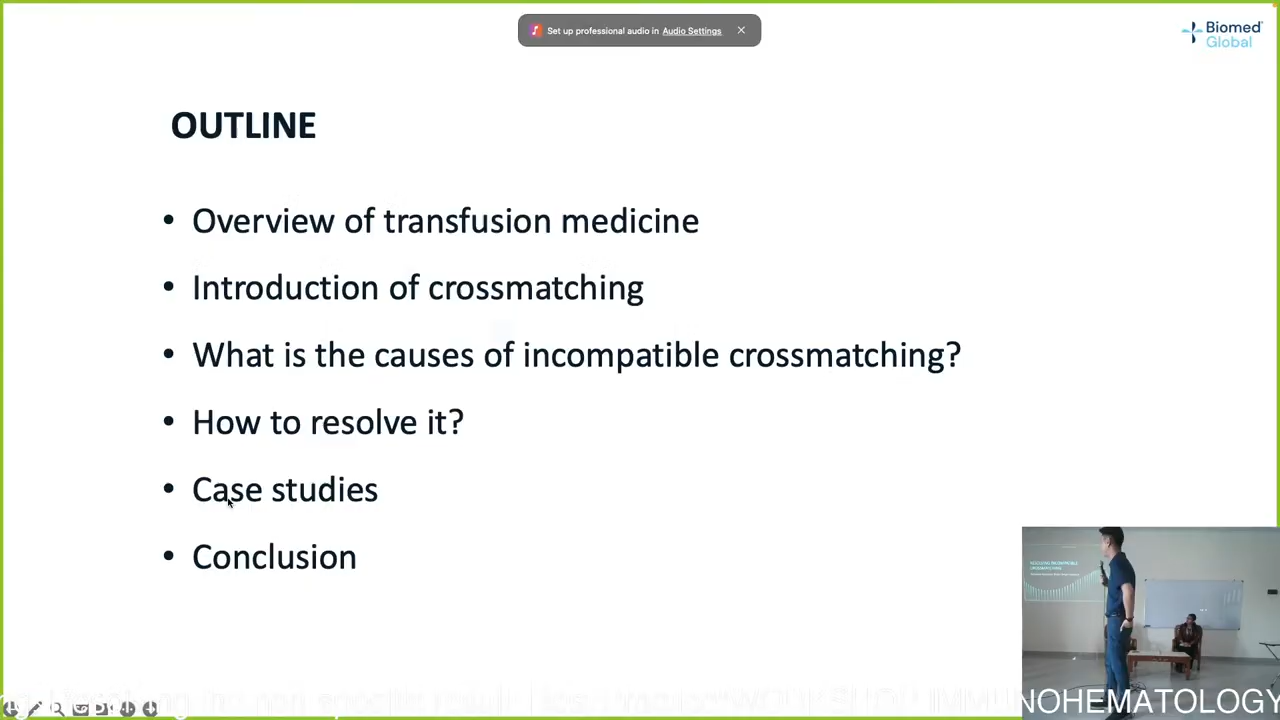 Set up professional audio in Audio Settings
Biomed
Global
OUTLINE
• Overview of transfusion medicine
• Introduction of crossmatching
• What is the causes of incompatible crossmatching?
• How to resolve it?
• Case studies
• Conclusion
IMMUNOHEMATOLOGY